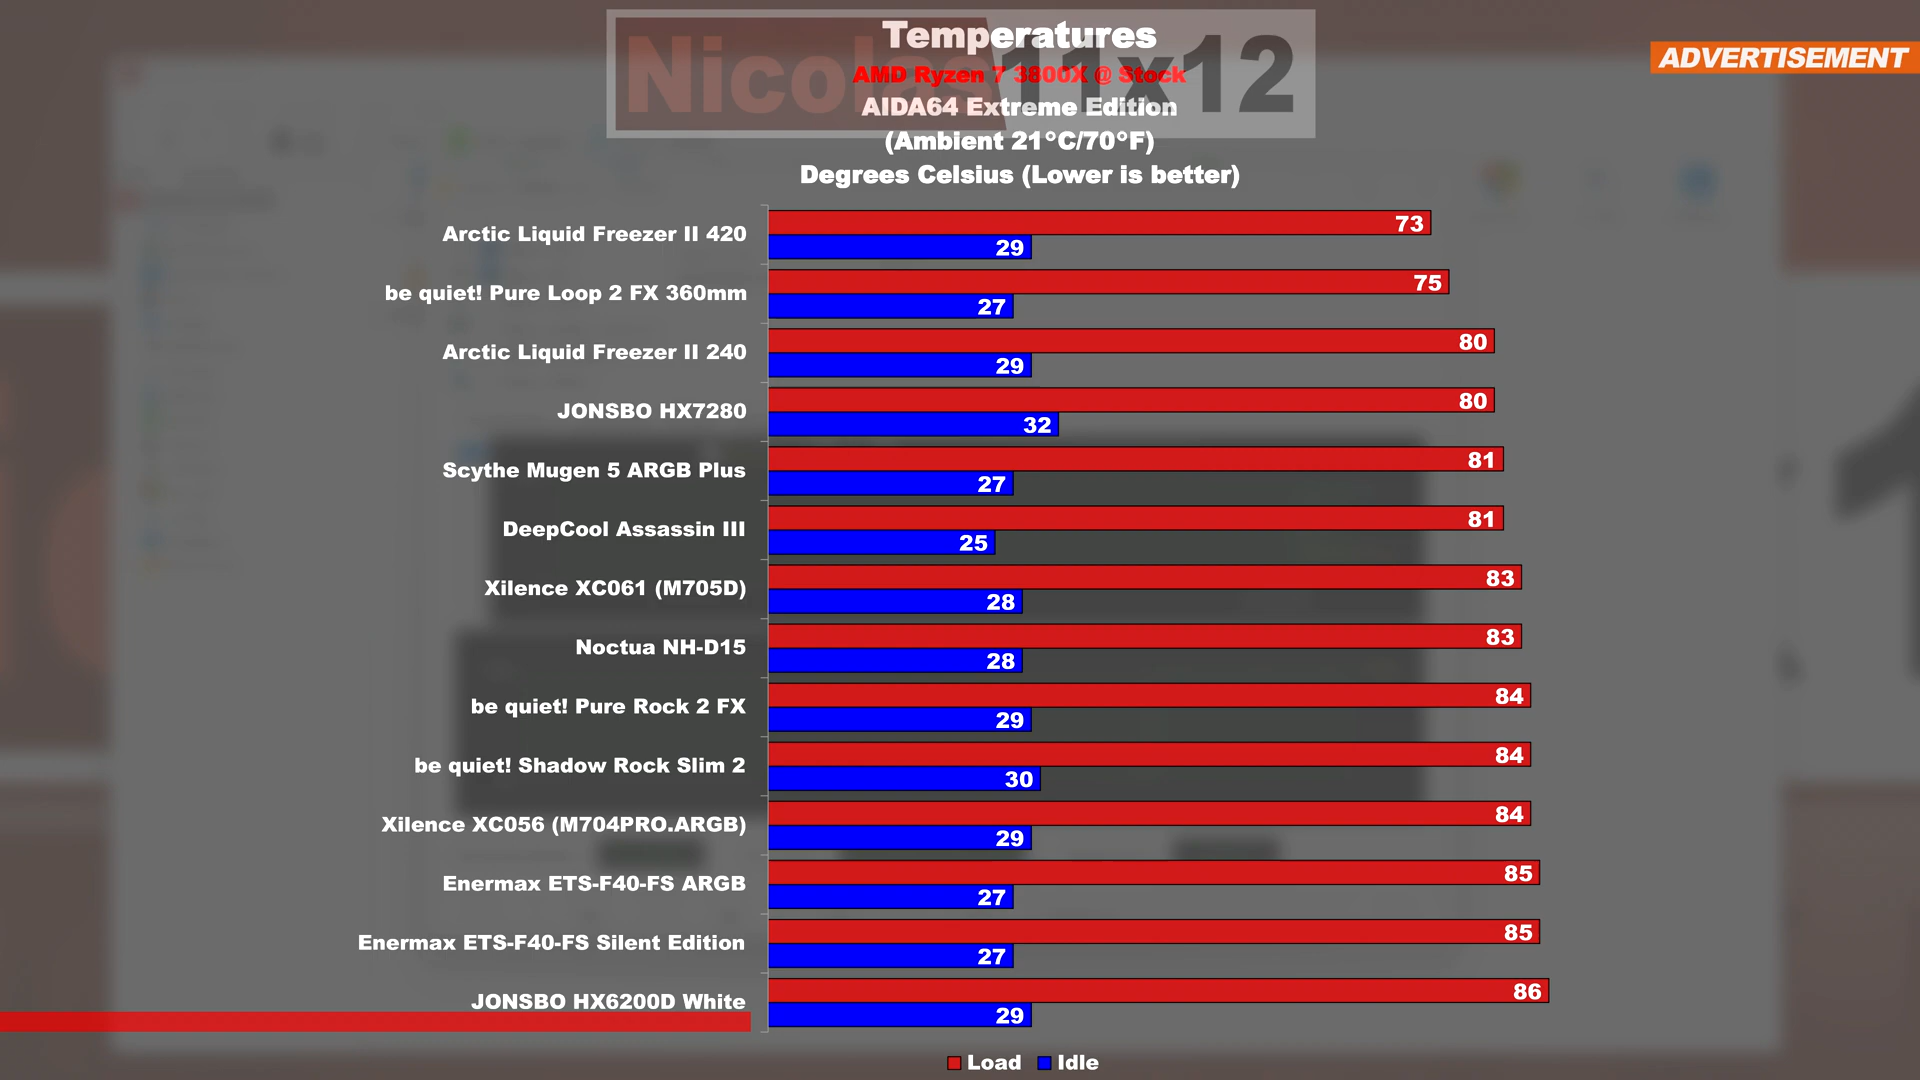 Nicolas11x12
Temperatures
ADVERTISEMENT
AMD Ryzen 7 3800X @ Stock
AIDA64 Extreme Edition
(Ambient 21°C/70°F)
Degrees Celsius (Lower is better)
Arctic Liquid Freezer II 420 73
29
be quiet! Pure Loop 2 FX 360mm 75
27
Arctic Liquid Freezer II 240 80
29
JONSBO HX7280 80
32
Scythe Mugen 5 ARGB Plus 81
27
DeepCool Assassin III 81
25
Xilence XC061 (M705D) 83
28
Noctua NH-D15 83
28
be quiet! Pure Rock 2 FX 84
29
be quiet! Shadow Rock Slim 2 84
30
Xilence XC056 (M704PRO.ARGB) 84
29
Enermax ETS-F40-FS ARGB 85
27
Enermax ETS-F40-FS Silent Edition 85
27
JONSBO HX6200D White 86
29
Load Idle